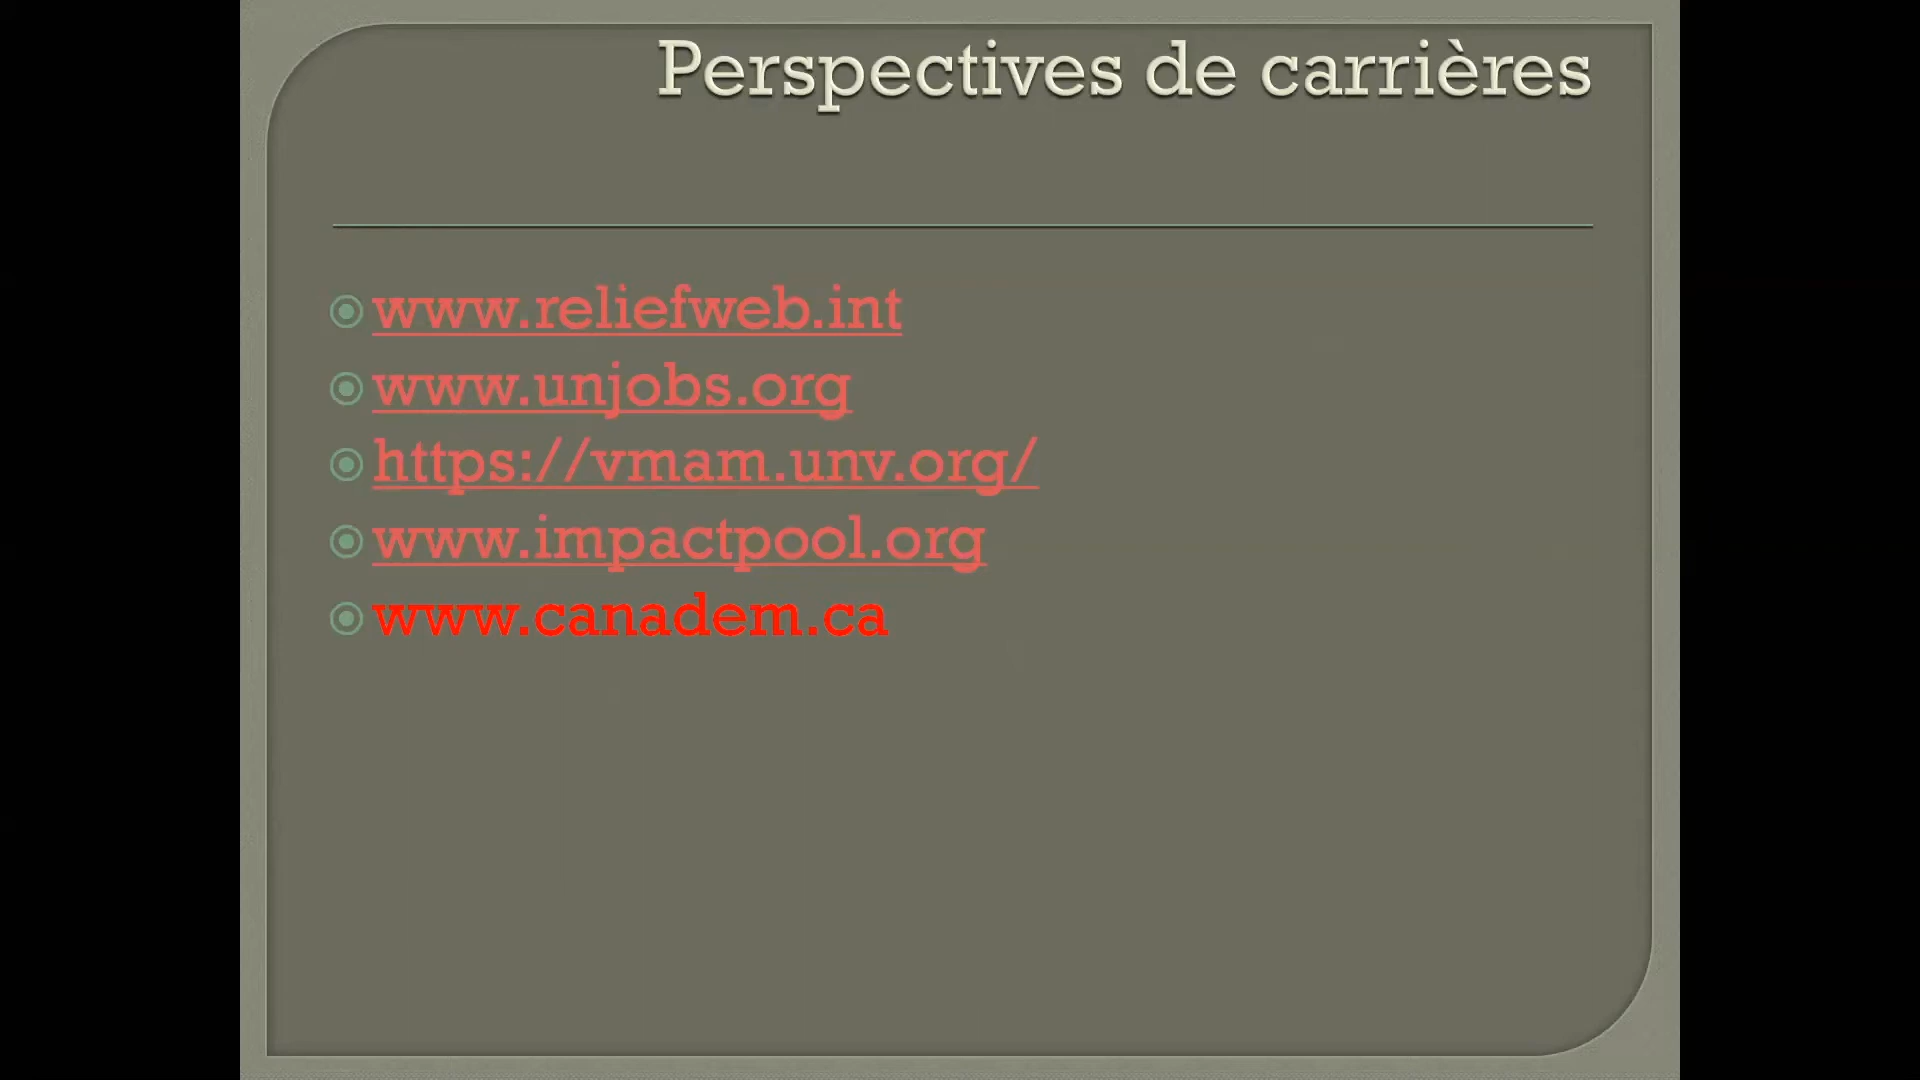 Perspectives de carrières
www.reliefweb.int
www.unjobs.org
https://vmam.unv.org/
www.impactpool.org
www.canadem.ca